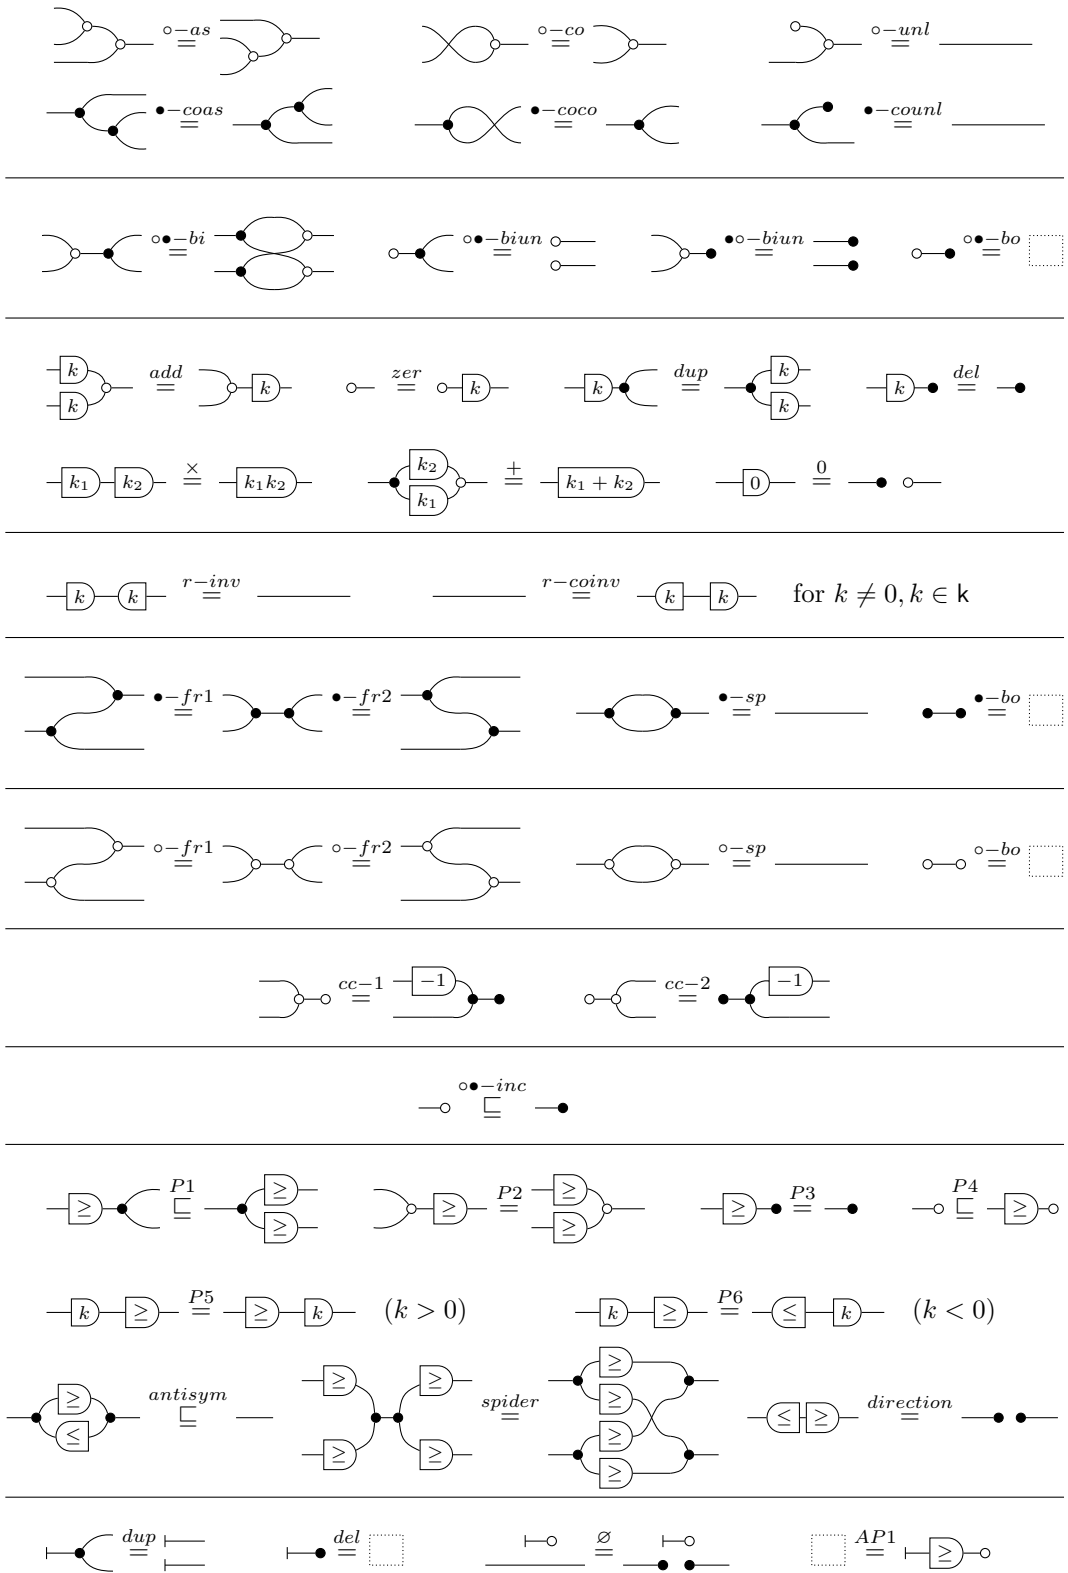 ○−as = ○−co = ○−unl =
●−coas = ●−coco = ●−counl =
○●−bi = ○●−biun = ●○−biun = ○●−bo =
k k add = k zer = k k dup = k k k del =
k₁ k₂ × = k₁k₂ k₂ k₁ + = k₁ + k₂ 0 0 =
k k r−inv = r−coinv = k k for k ≠ 0, k ∈ k
●−fr1 = ●−fr2 = ●−sp = ●−bo =
○−fr1 = ○−fr2 = ○−sp = ○−bo =
cc−1 = −1 cc−2 = −1
○●−inc ⊑
≥ P1 ⊑ ≥ ≥ ≥ P2 = ≥ ≥ ≥ P3 = P4 ⊑ ≥
k ≥ P5 = ≥ k (k > 0) k ≥ P6 = ≤ k (k < 0)
≥ ≤ antisym ⊑ ≥ ≥ ≥ ≥ spider = ≥ ≥ ≥ ≥ ≤ ≥ direction =
dup = del = ∅ = AP1 = ≥